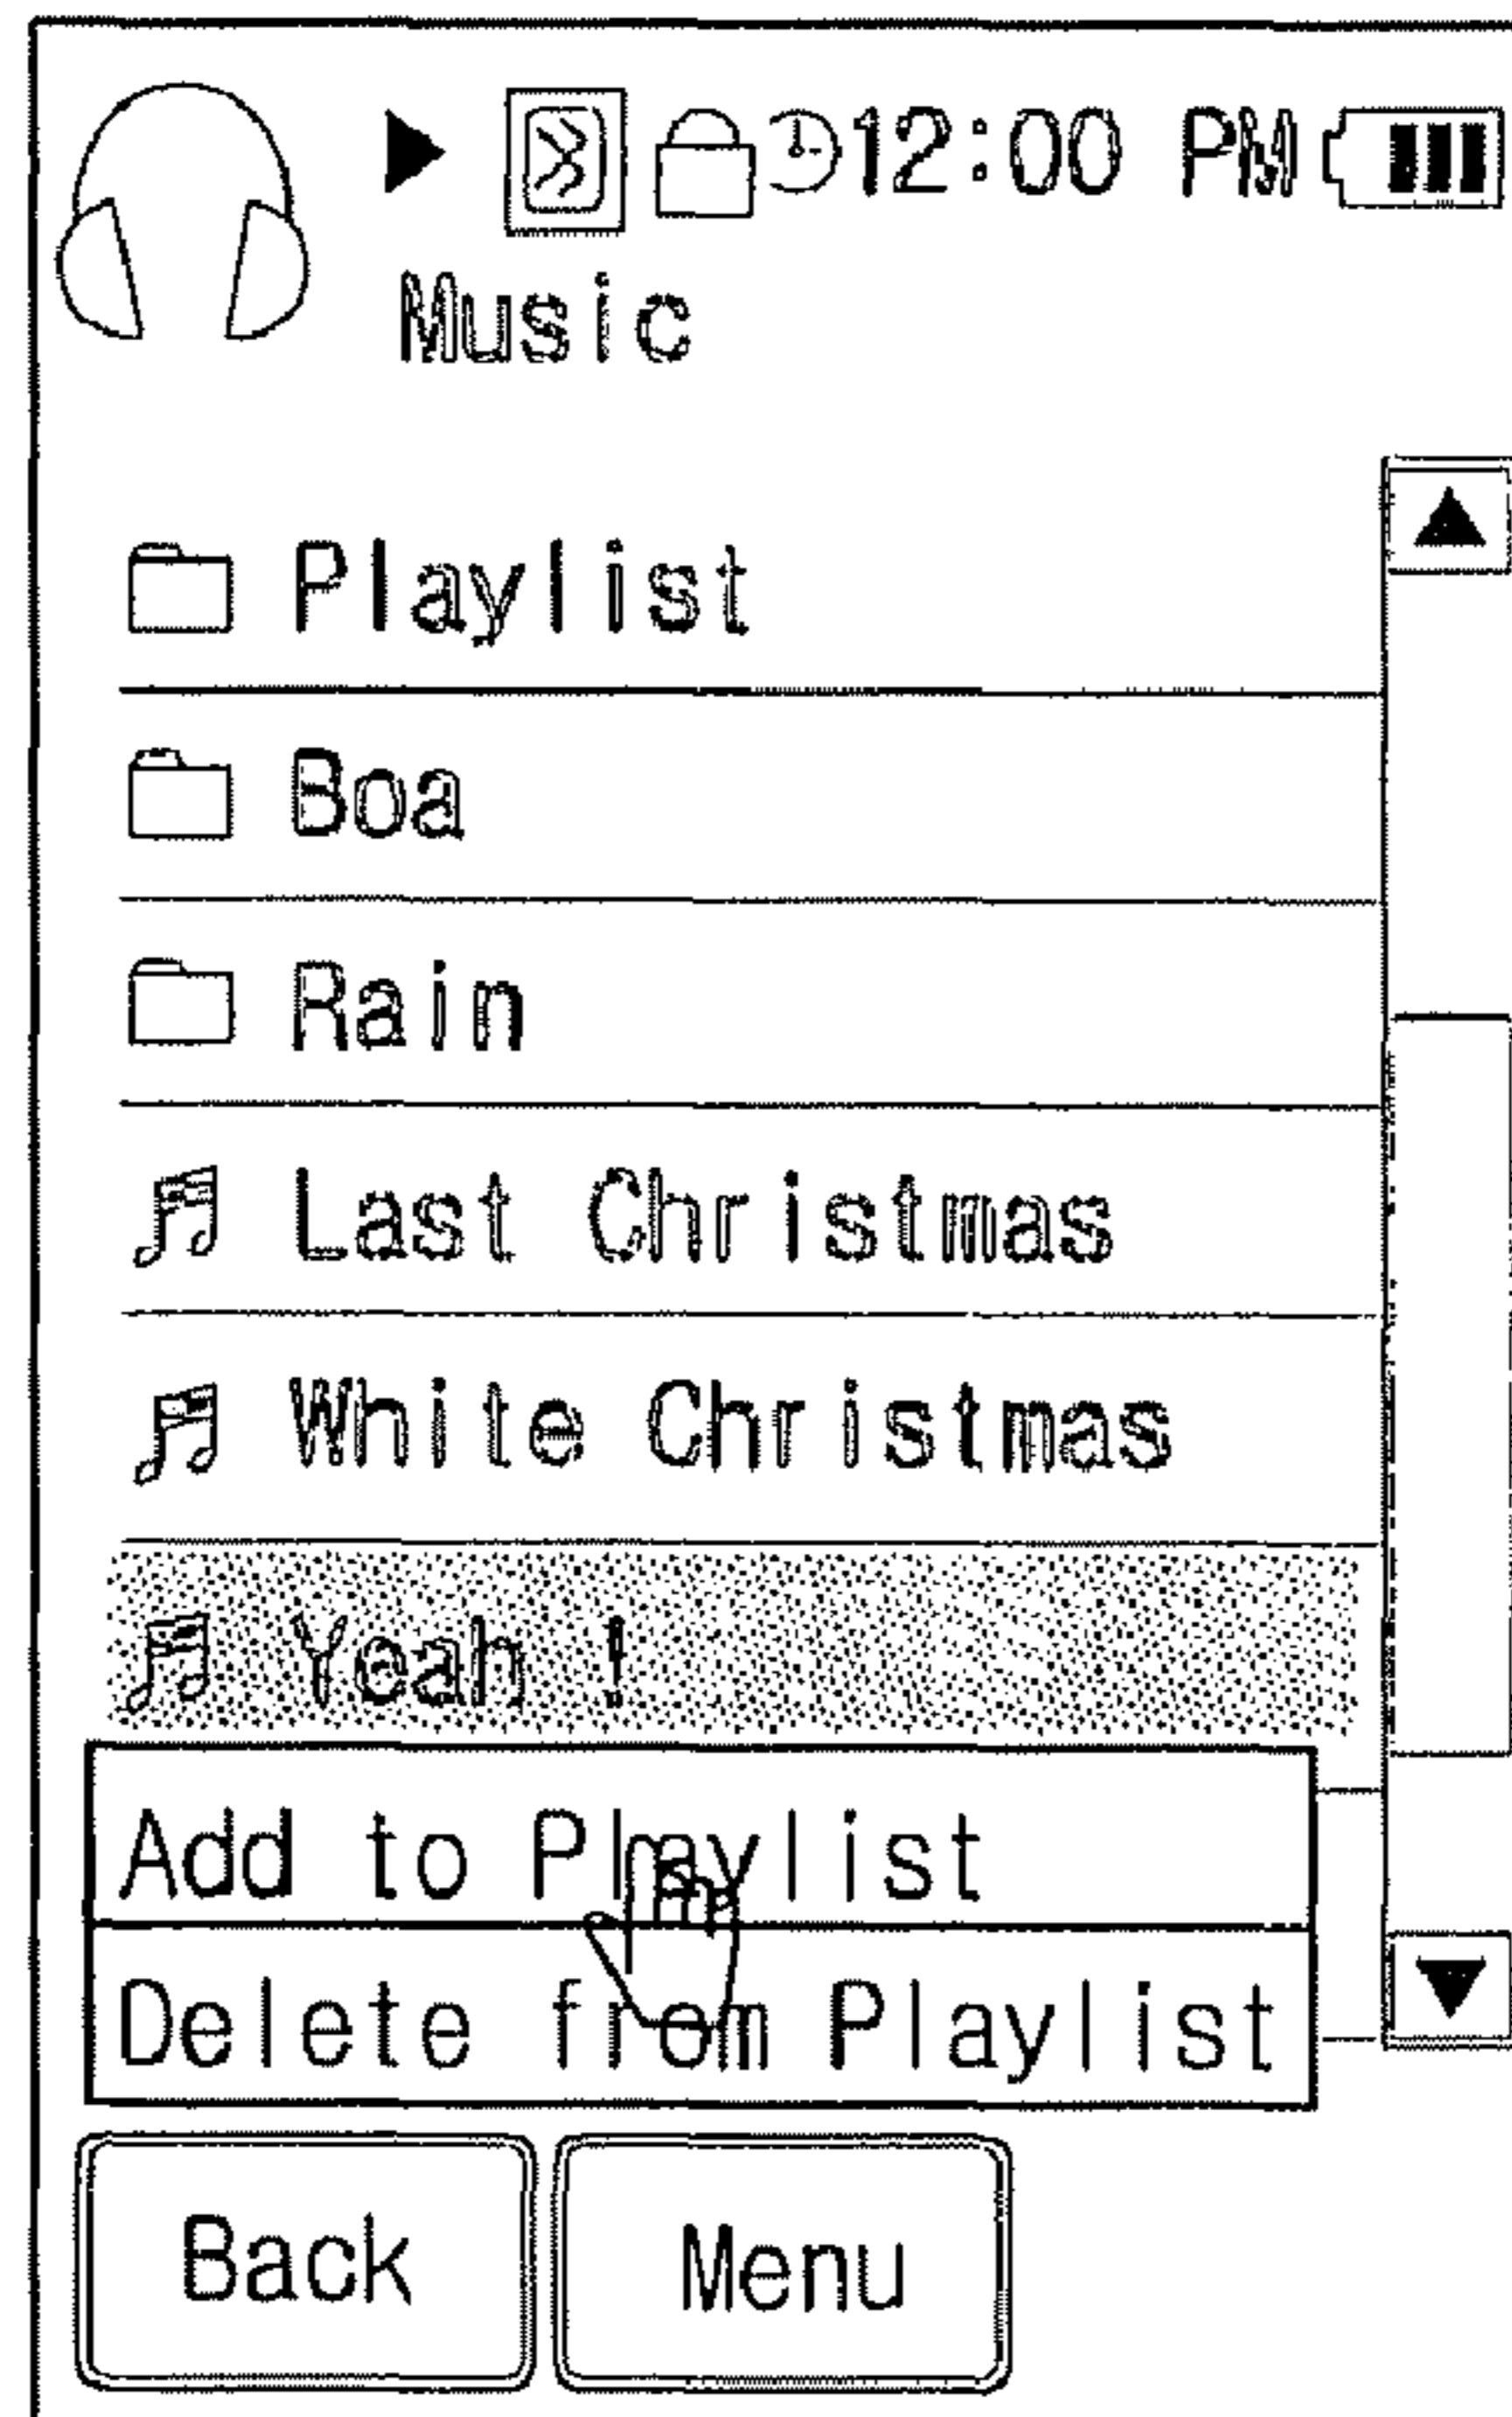 12:00 PM
Music
Playlist
Boa
Rain
Last Christmas
White Christmas
Yeah !
Add to Playlist
Delete from Playlist
Back Menu